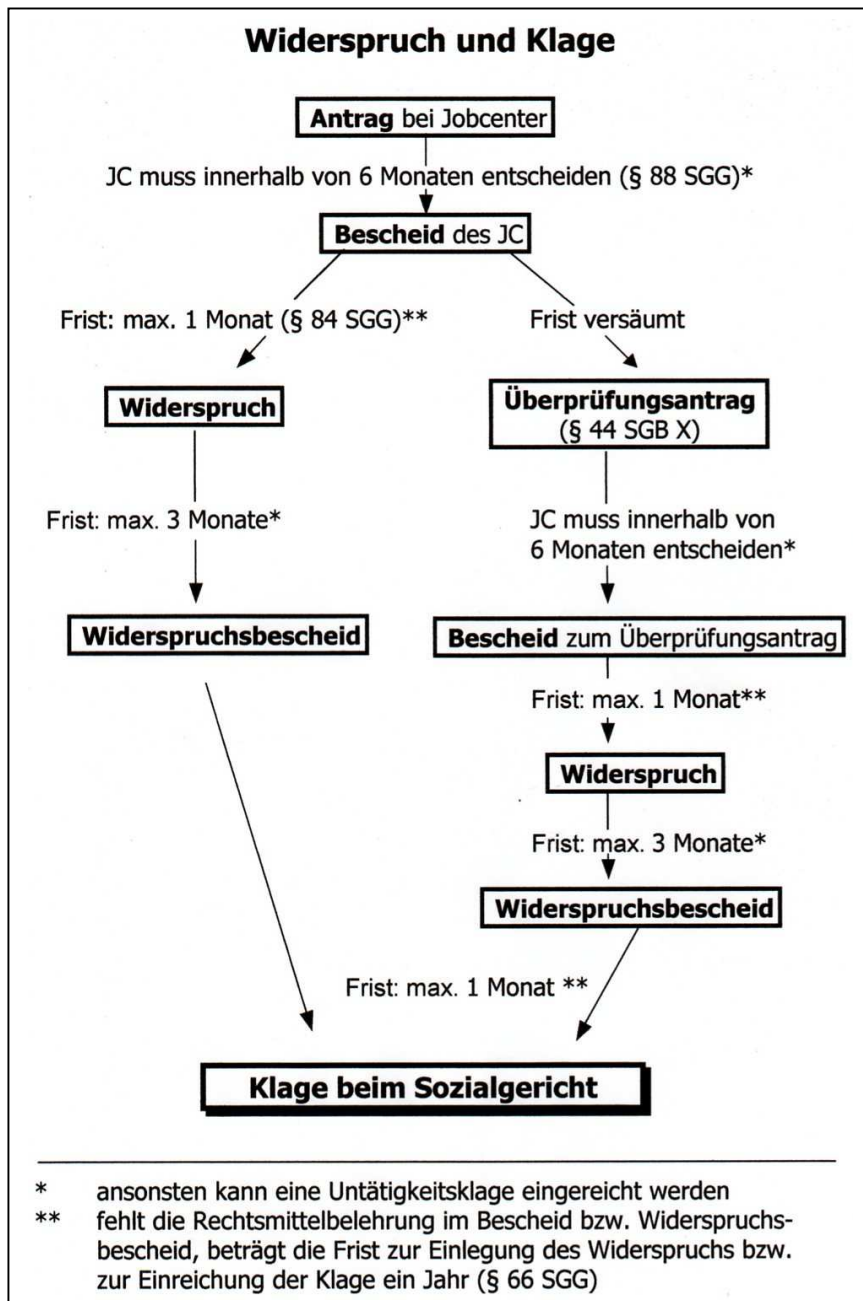 Widerspruch und Klage
Antrag bei Jobcenter
JC muss innerhalb von 6 Monaten entscheiden (§ 88 SGG)*
Bescheid des JC
Frist: max. 1 Monat (§ 84 SGG)**
Frist versäumt
Widerspruch
Überprüfungsantrag
(§ 44 SGB X)
Frist: max. 3 Monate*
JC muss innerhalb von
6 Monaten entscheiden*
Widerspruchsbescheid
Bescheid zum Überprüfungsantrag
Frist: max. 1 Monat**
Widerspruch
Frist: max. 3 Monate*
Widerspruchsbescheid
Frist: max. 1 Monat **
Klage beim Sozialgericht
* ansonsten kann eine Untätigkeitsklage eingereicht werden
** fehlt die Rechtsmittelbelehrung im Bescheid bzw. Widerspruchs-
bescheid, beträgt die Frist zur Einlegung des Widerspruchs bzw.
zur Einreichung der Klage ein Jahr (§ 66 SGG)